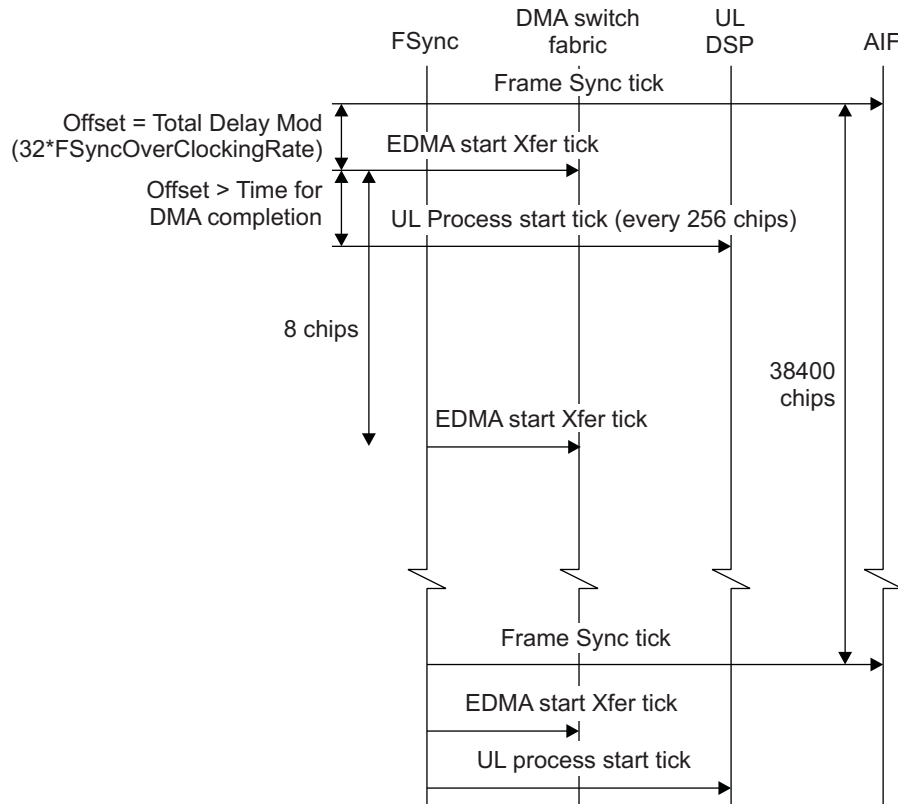 FSync
DMA switch
fabric
UL
DSP
AIF
Frame Sync tick
Offset = Total Delay Mod
(32*FSyncOverClockingRate)
EDMA start Xfer tick
Offset > Time for
DMA completion
UL Process start tick (every 256 chips)
8 chips
38400
chips
EDMA start Xfer tick
Frame Sync tick
EDMA start Xfer tick
UL process start tick